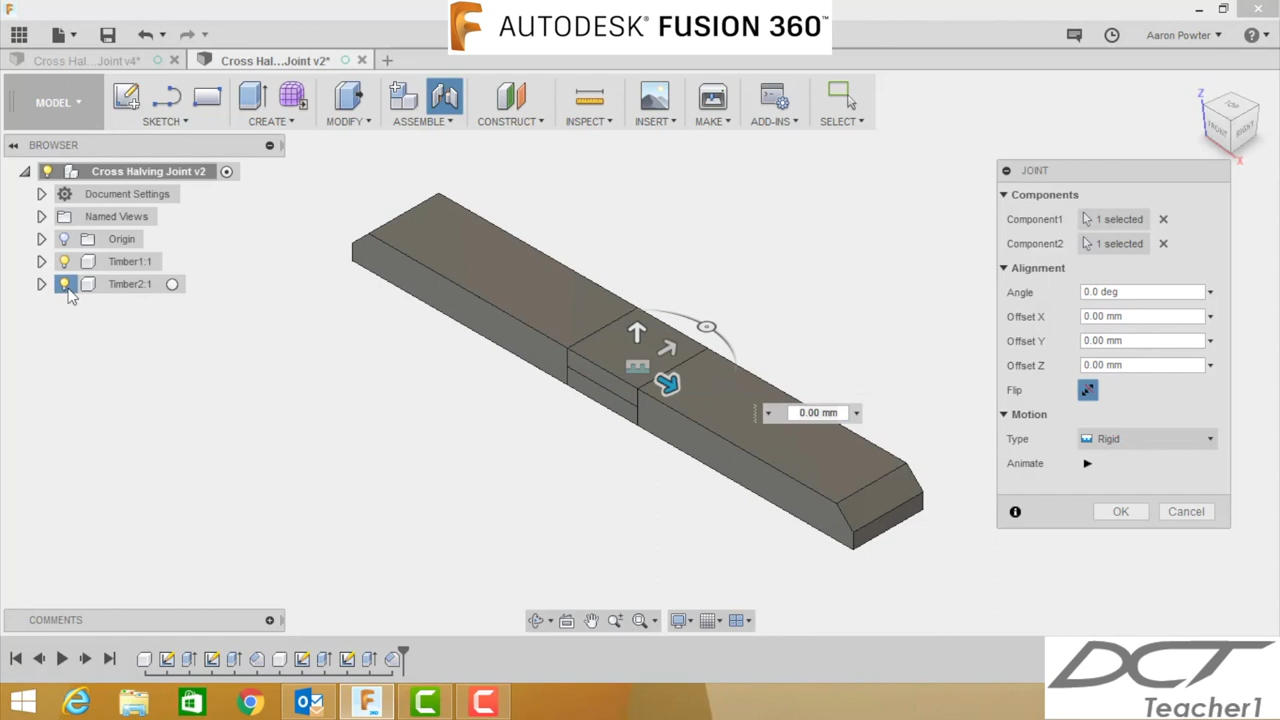 AUTODESK® FUSION 360™
Cross Hal...Joint v4*
Cross Hal...Joint v2*
Aaron Powter
MODEL
SKETCH
CREATE
MODIFY
ASSEMBLE
CONSTRUCT
INSPECT
INSERT
MAKE
ADD-INS
SELECT
BROWSER
Cross Halving Joint v2
Document Settings
Named Views
Origin
Timber1:1
Timber2:1
Z
TOP
FRONT
RIGHT
X
0.00 mm
JOINT
Components
Component1 1 selected
Component2 1 selected
Alignment
Angle 0.0 deg
Offset X 0.00 mm
Offset Y 0.00 mm
Offset Z 0.00 mm
Flip
Motion
Type Rigid
Animate
OK Cancel
COMMENTS
DCT
Teacher1